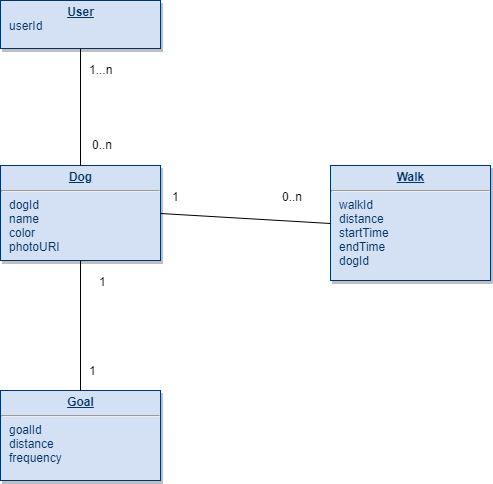 User
userId
1...n
0..n
Dog
dogId
name
color
photoURI
1
0..n
Walk
walkId
distance
startTime
endTime
dogId
1
1
Goal
goalId
distance
frequency